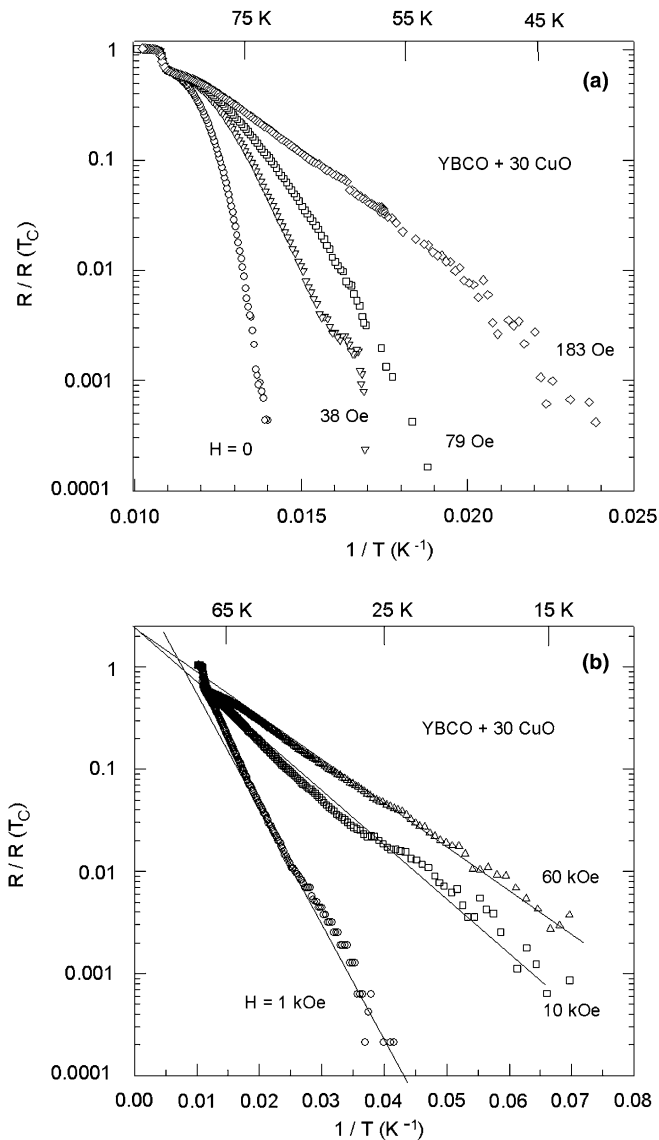 75 K 55 K 45 K
1
(a)
0.1
YBCO + 30 CuO
R / R (T_C)
0.01
183 Oe
0.001
38 Oe
79 Oe
H = 0
0.0001
0.010 0.015 0.020 0.025
1 / T (K⁻¹)
65 K 25 K 15 K
(b)
1
YBCO + 30 CuO
0.1
R / R (T_C)
0.01
60 kOe
0.001
H = 1 kOe
10 kOe
0.0001
0.00 0.01 0.02 0.03 0.04 0.05 0.06 0.07 0.08
1 / T (K⁻¹)